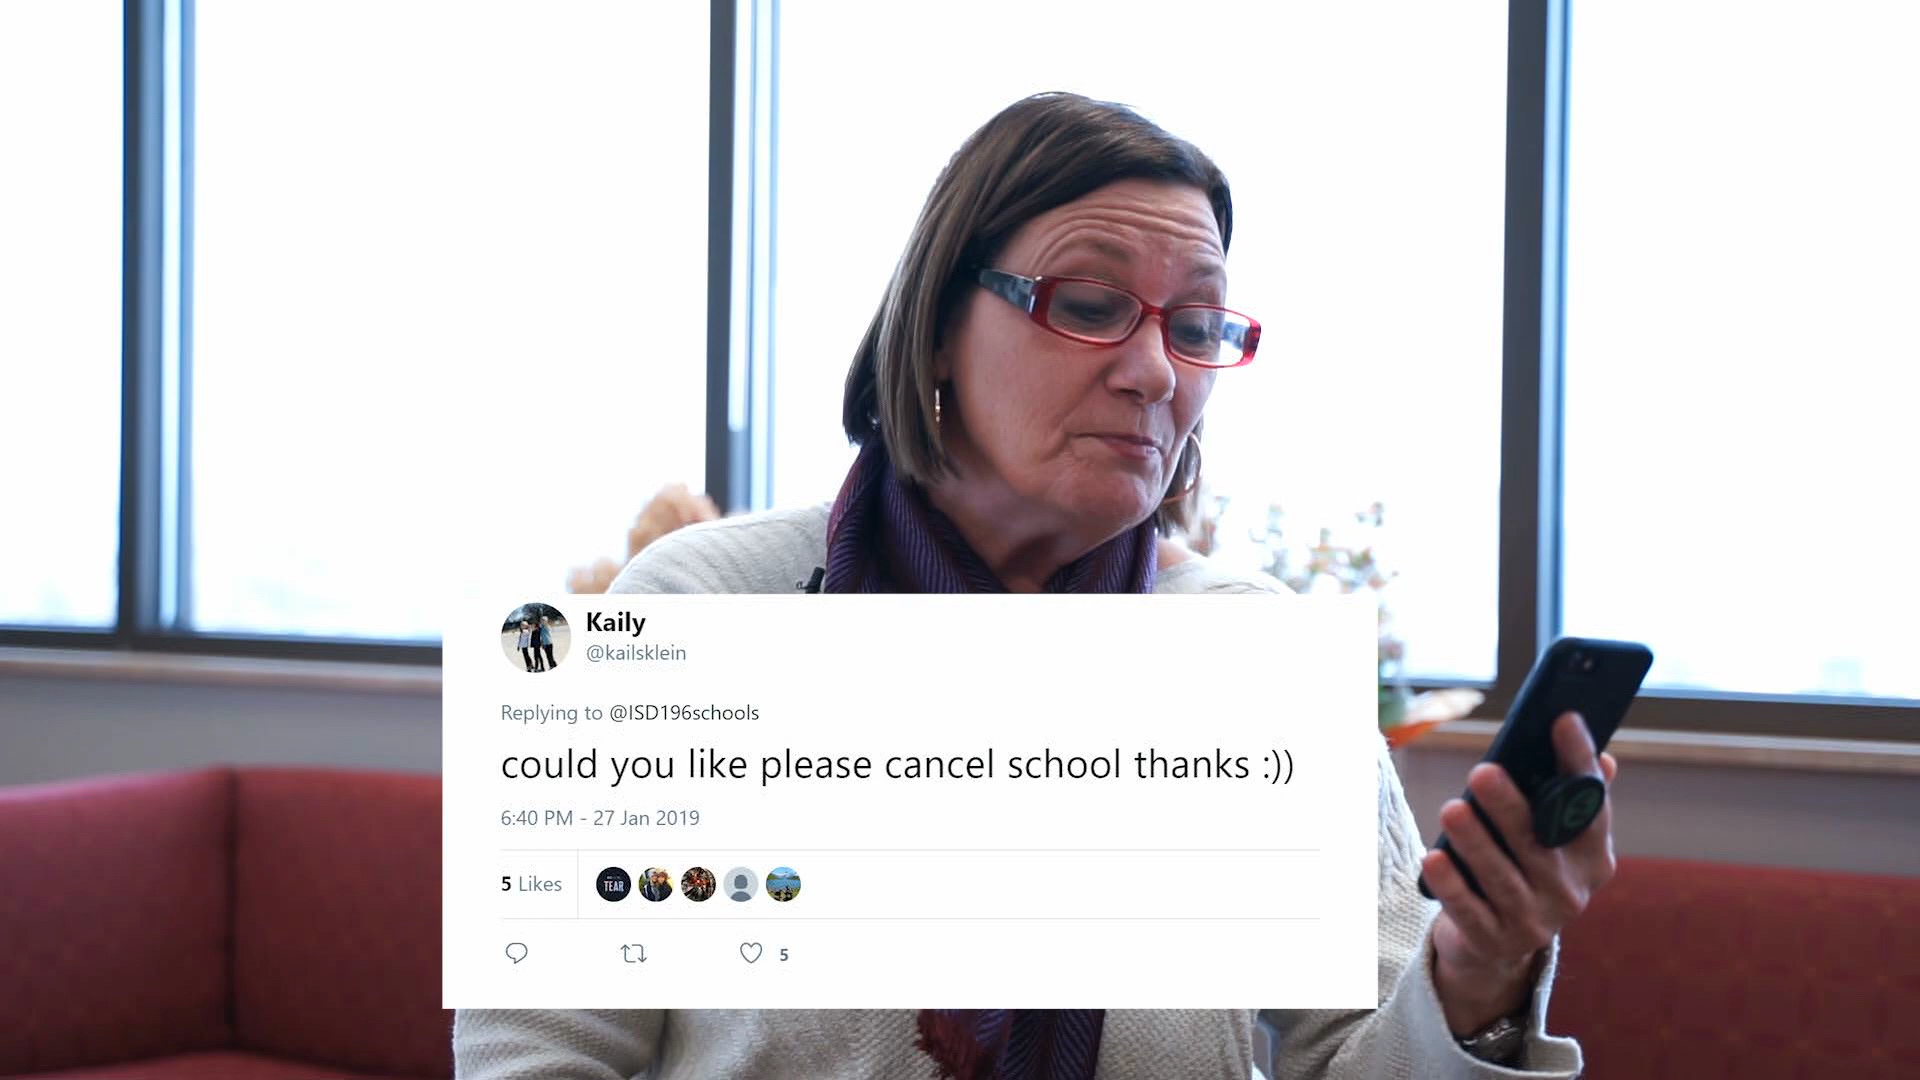 Kaily
@kailsklein
Replying to @ISD196schools
could you like please cancel school thanks :))
6:40 PM - 27 Jan 2019
5 Likes
TEAR
5